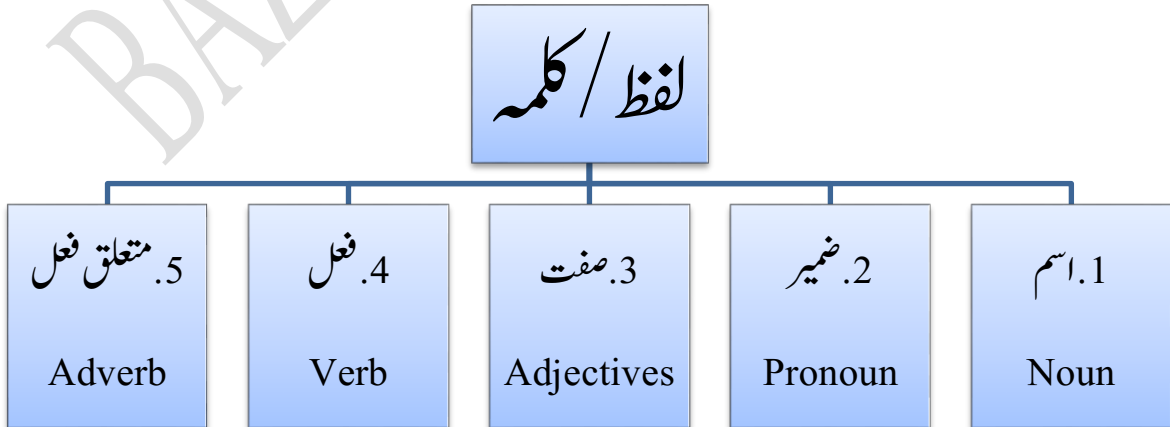 لفظ / کلمہ
1.اسم
Noun
2.ضمیر
Pronoun
3.صفت
Adjectives
4.فعل
Verb
5.متعلق فعل
Adverb